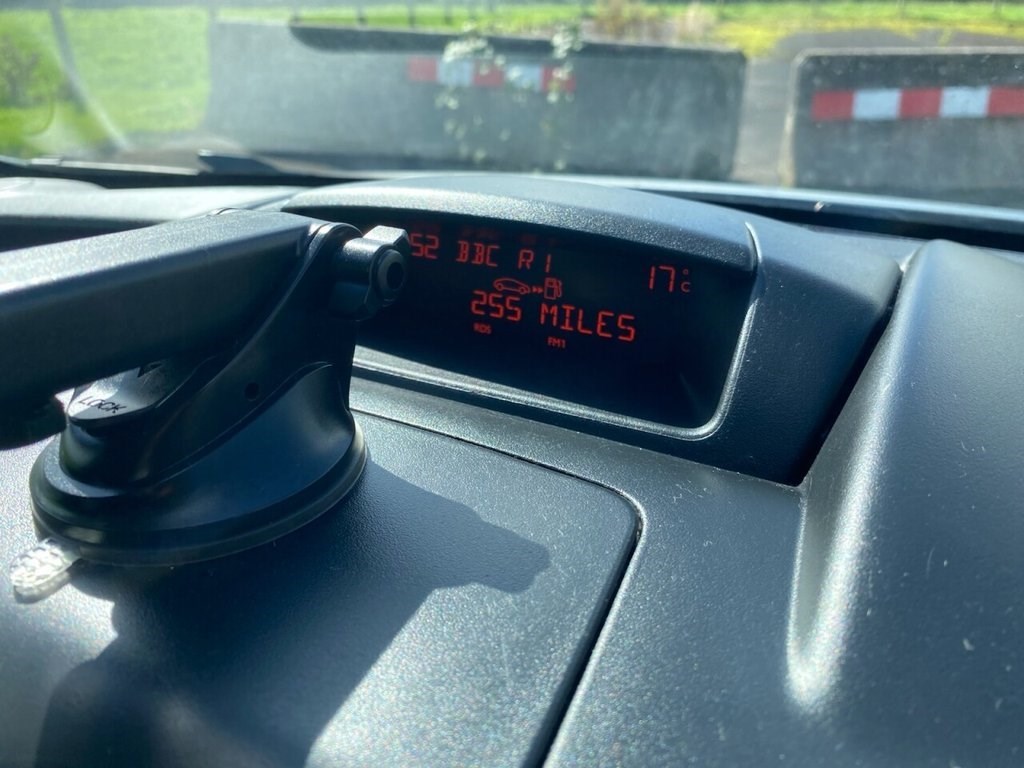 52 BBC R1
17°C
255 MILES
RDS
FM1
LOCK